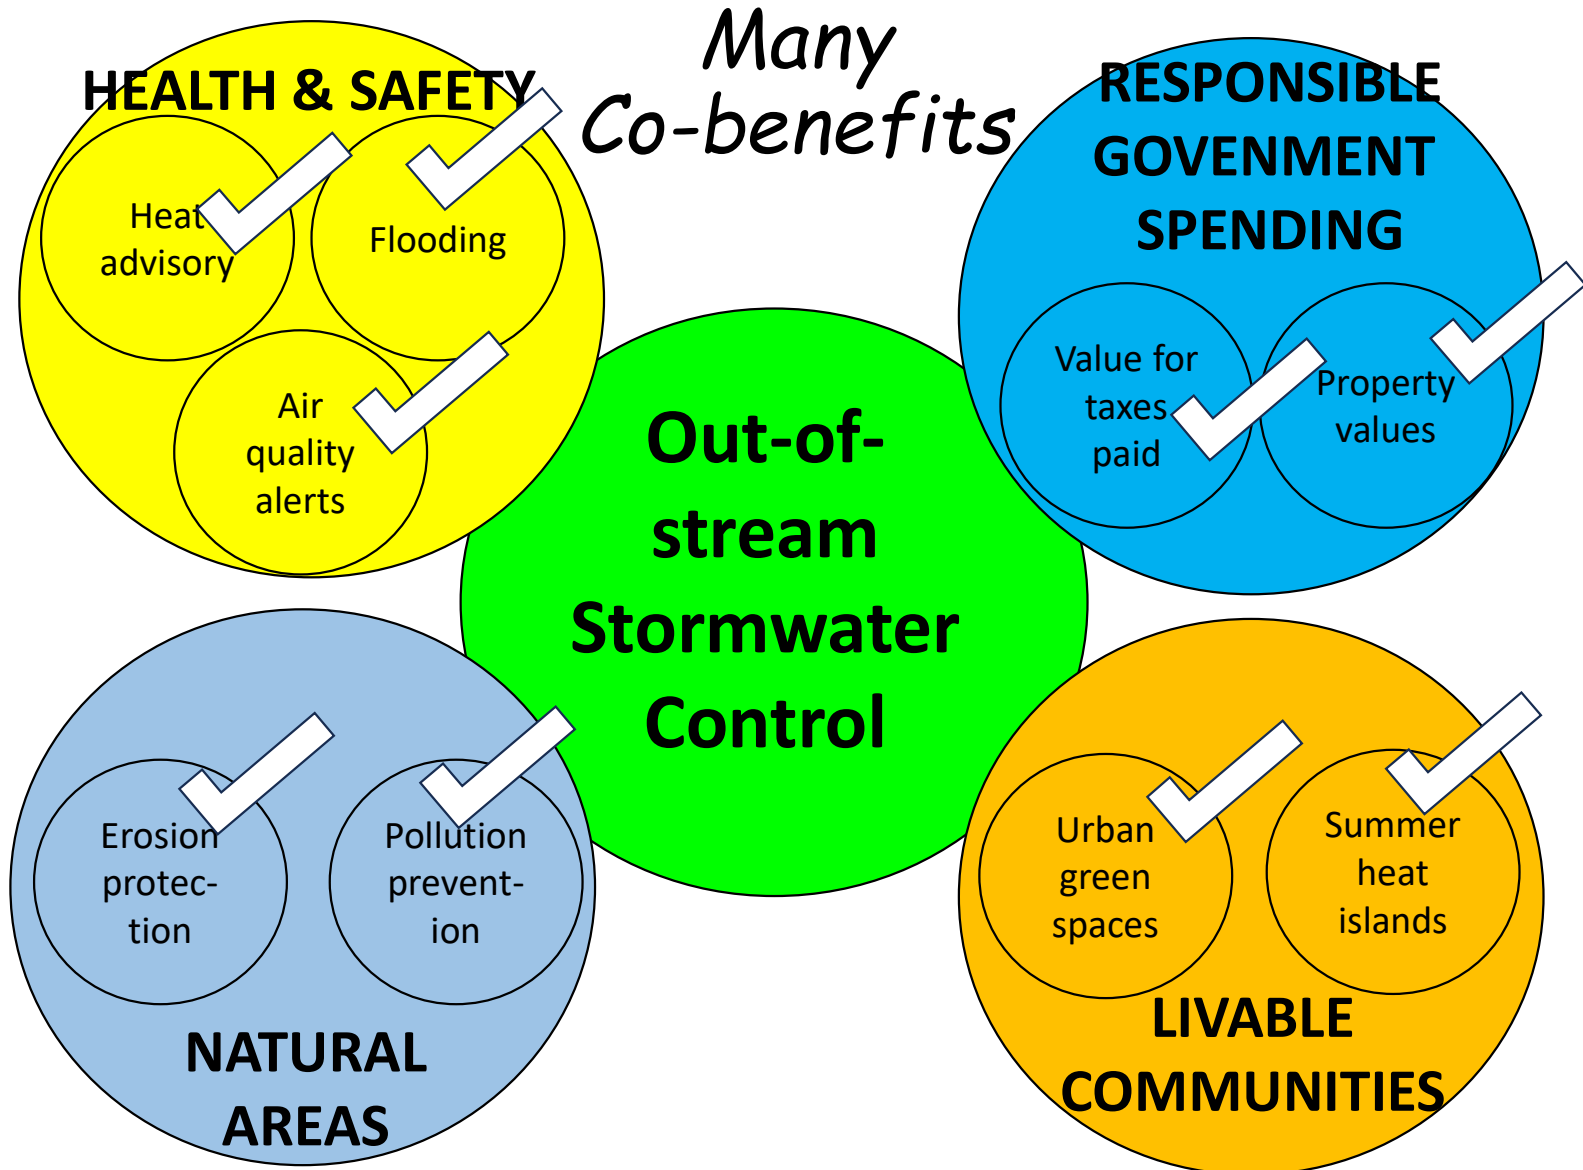 Many
Co-benefits
HEALTH & SAFETY
Heat
advisory
Flooding
Air
quality
alerts
RESPONSIBLE
GOVENMENT
SPENDING
Value for
taxes
paid
Property
values
Out-of-
stream
Stormwater
Control
Erosion
protec-
tion
Pollution
prevent-
ion
NATURAL
AREAS
Urban
green
spaces
Summer
heat
islands
LIVABLE
COMMUNITIES